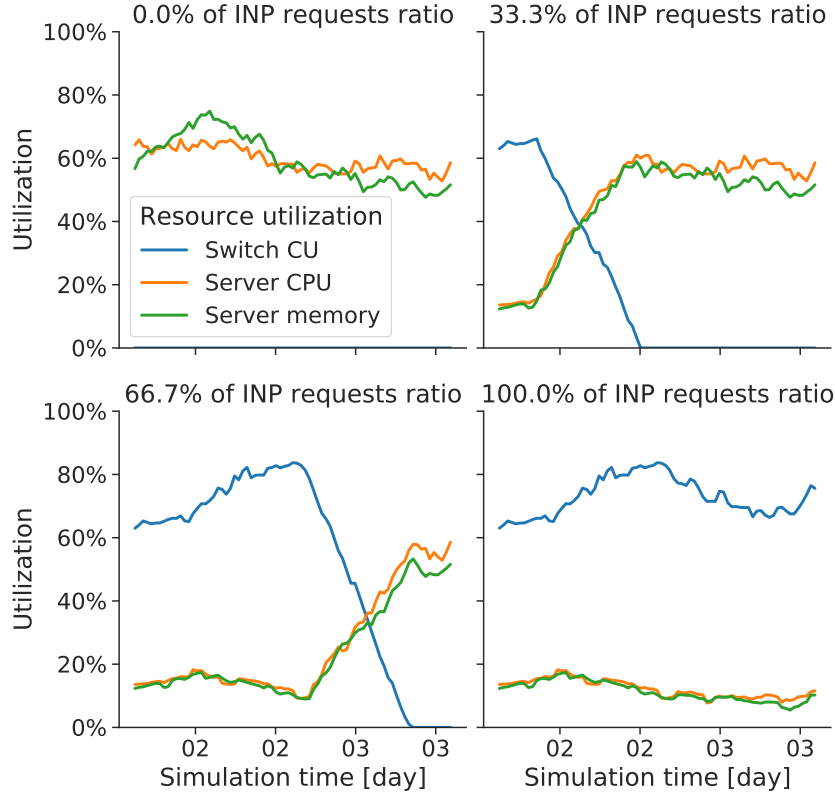 0.0% of INP requests ratio
33.3% of INP requests ratio
100%
80%
60%
40%
20%
0%
Utilization
Resource utilization
Switch CU
Server CPU
Server memory
66.7% of INP requests ratio
100.0% of INP requests ratio
100%
80%
60%
40%
20%
0%
Utilization
02 02 03 03
02 02 03 03
Simulation time [day]
Simulation time [day]